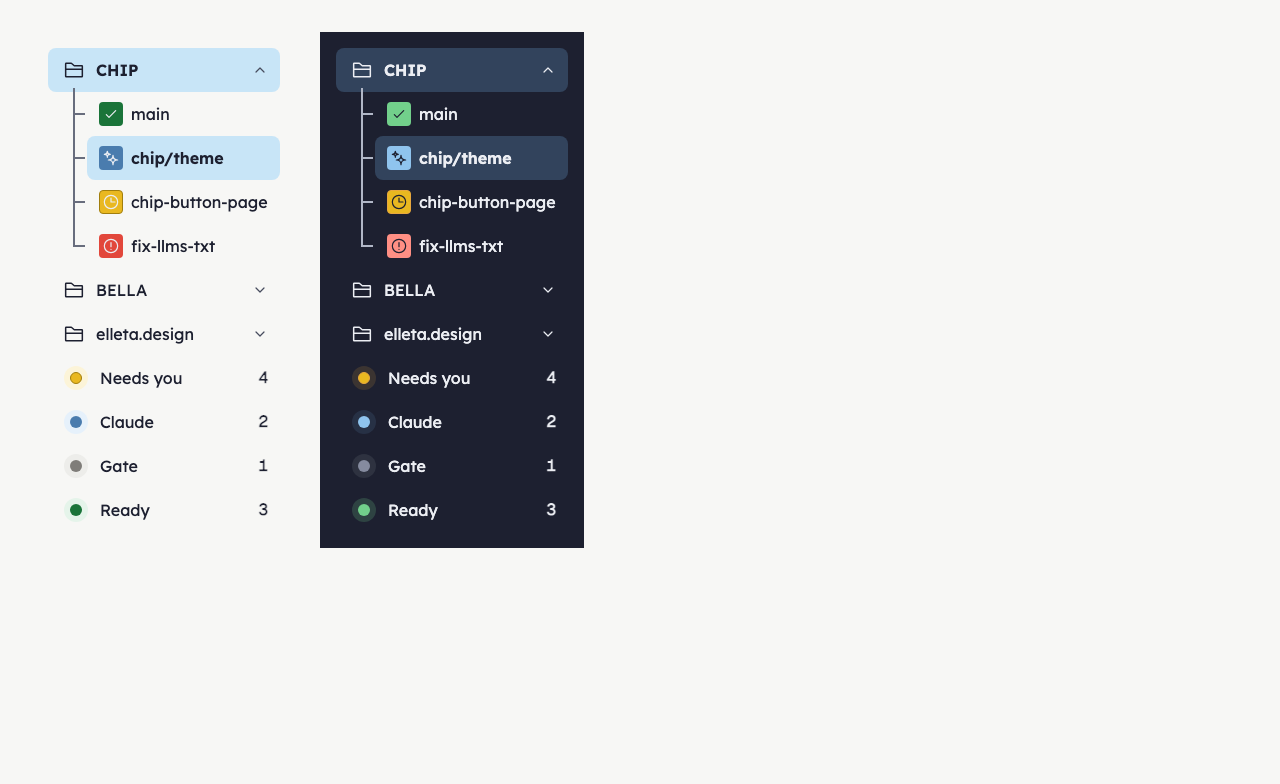 CHIP
main
chip/theme
chip-button-page
fix-llms-txt
BELLA
elleta.design
Needs you 4
Claude 2
Gate 1
Ready 3
CHIP
main
chip/theme
chip-button-page
fix-llms-txt
BELLA
elleta.design
Needs you 4
Claude 2
Gate 1
Ready 3